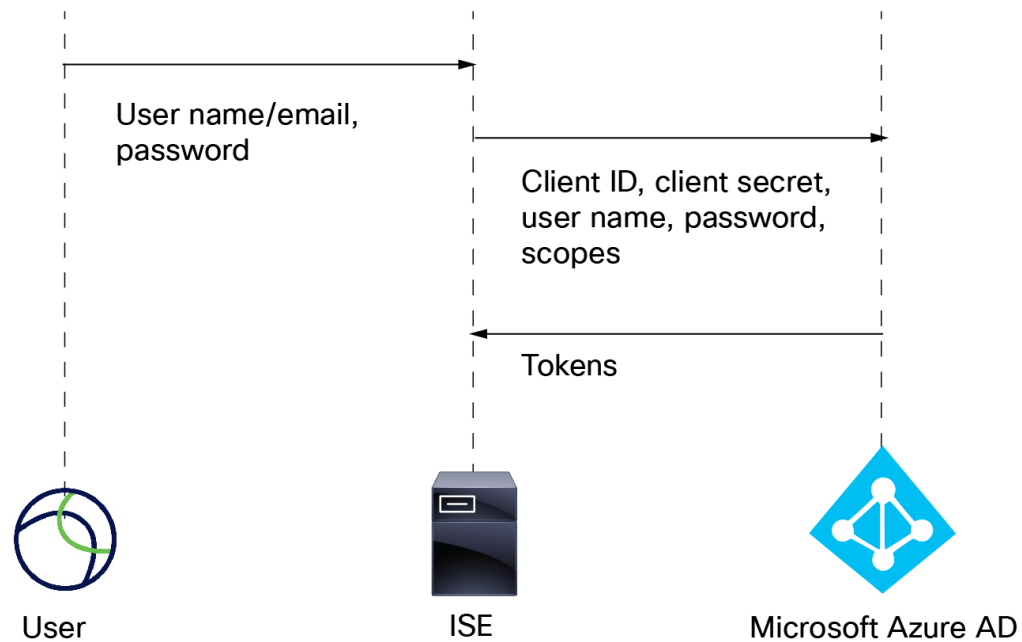 User name/email,
password
Client ID, client secret,
user name, password,
scopes
Tokens
User
ISE
Microsoft Azure AD